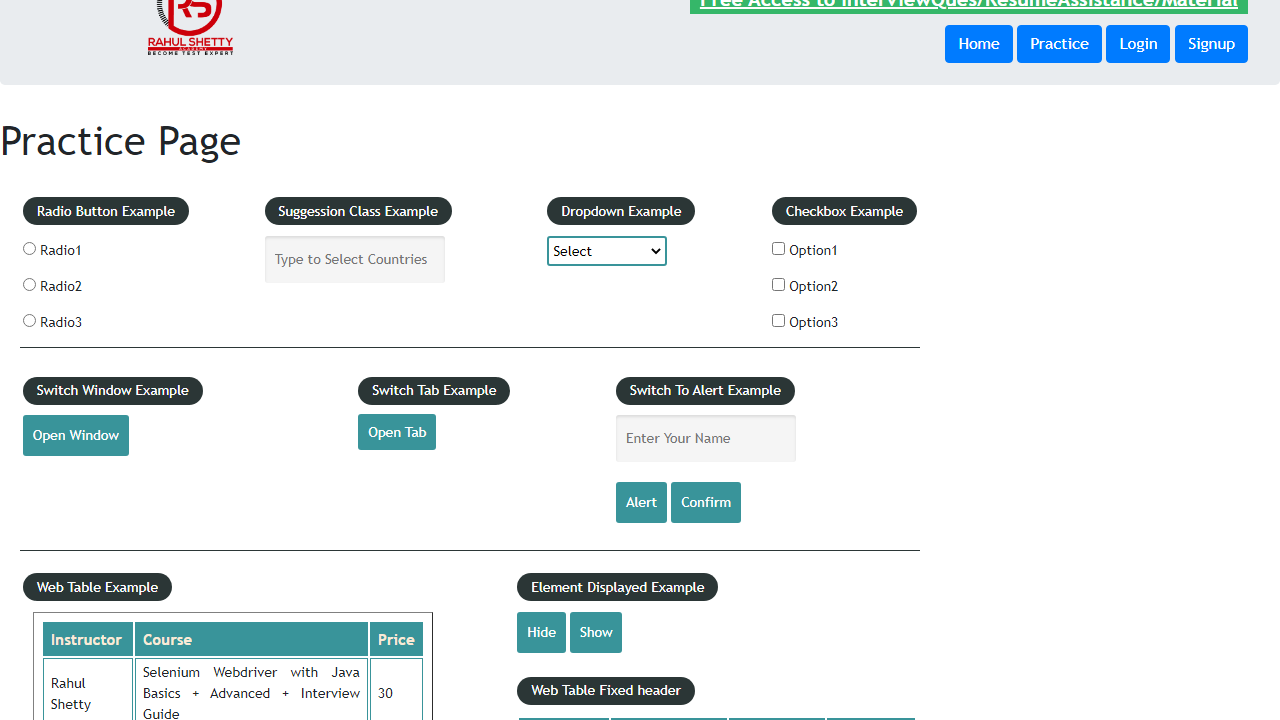 Free Access to InterviewQues/ResumeAssistance/Material
RS
RAHUL SHETTY
ACADEMY
BECOME TEST EXPERT
Home Practice Login Signup
Practice Page
Radio Button Example
Suggession Class Example
Dropdown Example
Checkbox Example
Radio1
Type to Select Countries
Select
Option1
Radio2
Option2
Radio3
Option3
Switch Window Example
Switch Tab Example
Switch To Alert Example
Open Window
Open Tab
Enter Your Name
Alert Confirm
Web Table Example
Element Displayed Example
Hide Show
Instructor Course Price
Rahul
Shetty
Selenium Webdriver with Java
Basics + Advanced + Interview
Guide
30
Web Table Fixed header